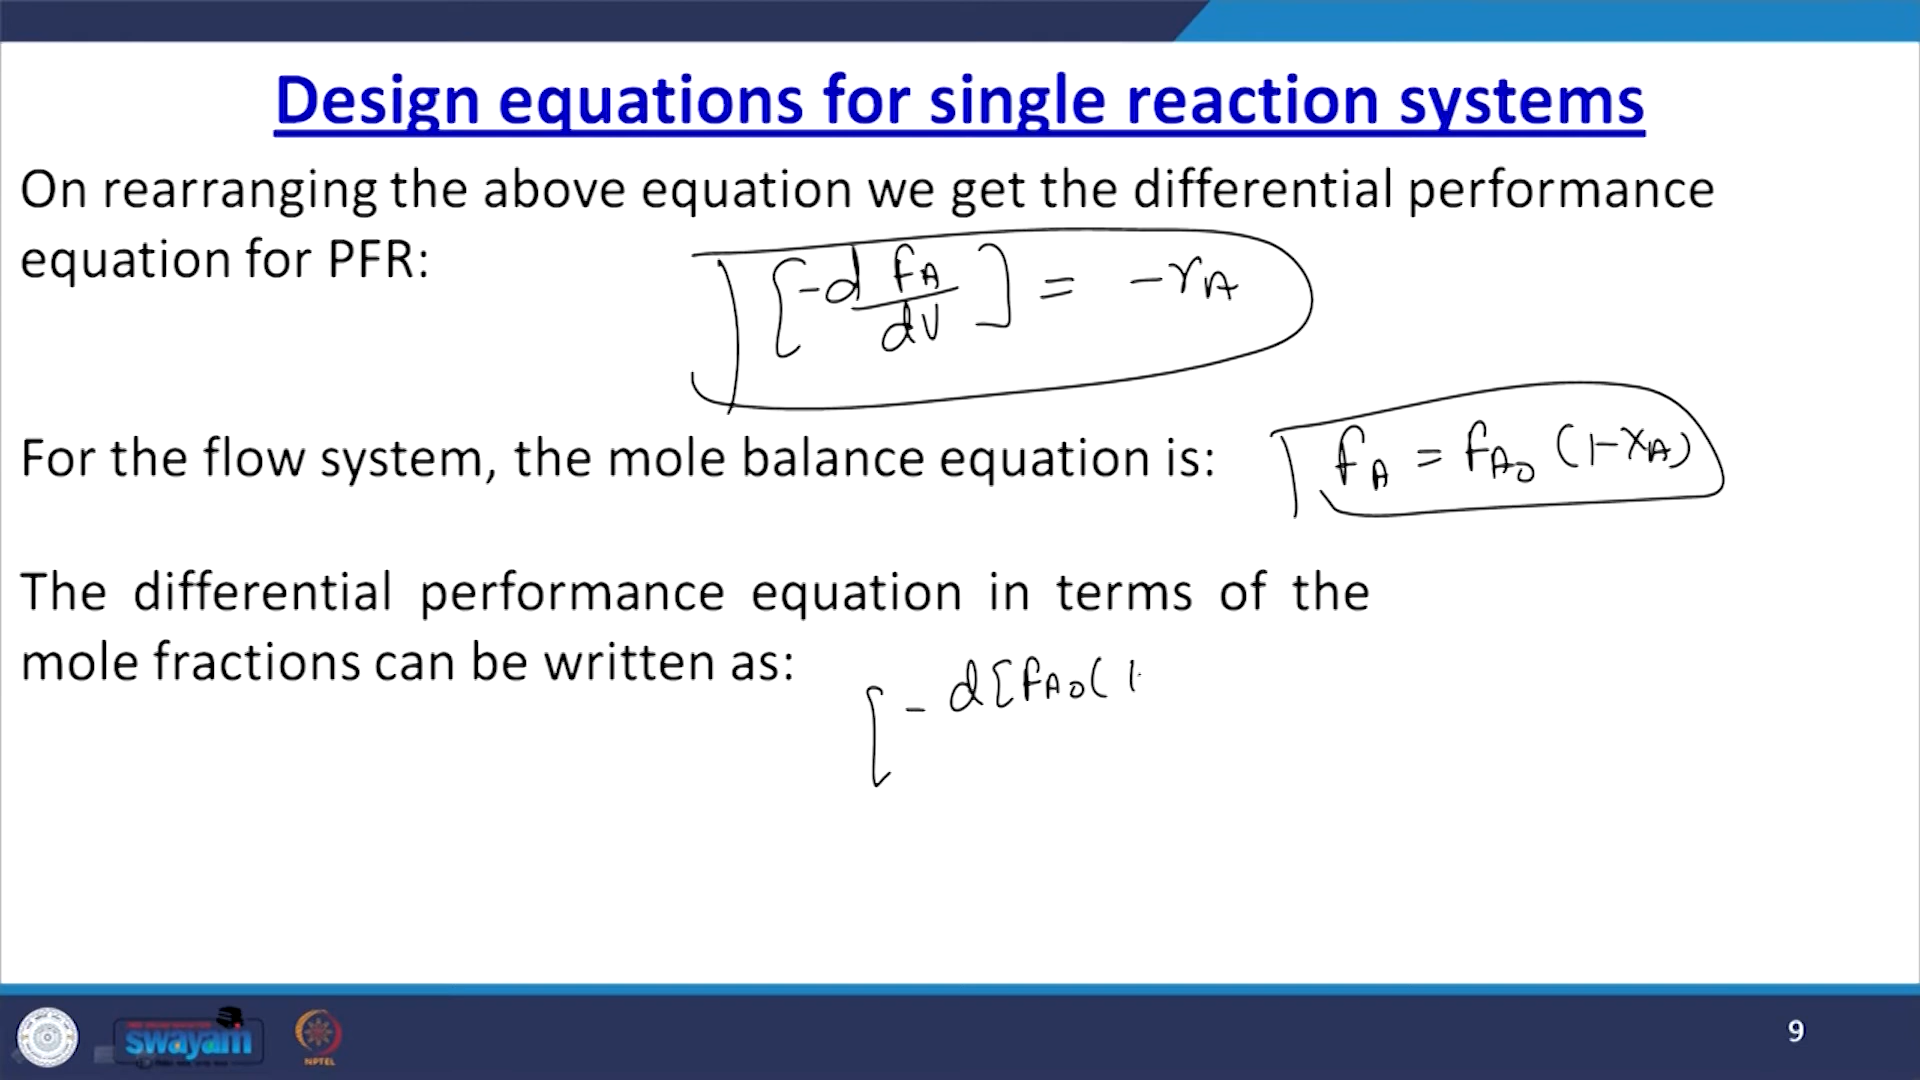 Design equations for single reaction systems
On rearranging the above equation we get the differential performance
equation for PFR:
[-d fA/dV] = -rA
For the flow system, the mole balance equation is:
fA = fA0 (1-XA)
The differential performance equation in terms of the
mole fractions can be written as:
[- d[fA0(1
swayam
NPTEL
9